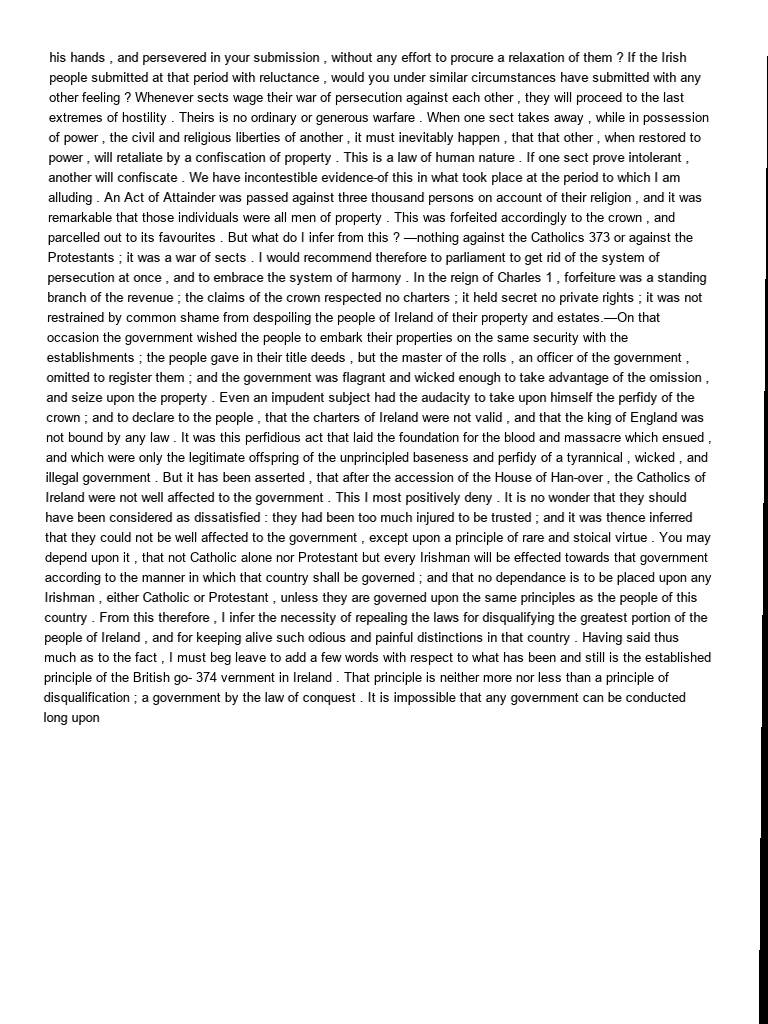 his hands , and persevered in your submission , without any effort to procure a relaxation of them ? If the Irish
people submitted at that period with reluctance , would you under similar circumstances have submitted with any
other feeling ? Whenever sects wage their war of persecution against each other , they will proceed to the last
extremes of hostility . Theirs is no ordinary or generous warfare . When one sect takes away , while in possession
of power , the civil and religious liberties of another , it must inevitably happen , that that other , when restored to
power , will retaliate by a confiscation of property . This is a law of human nature . If one sect prove intolerant ,
another will confiscate . We have incontestible evidence-of this in what took place at the period to which I am
alluding . An Act of Attainder was passed against three thousand persons on account of their religion , and it was
remarkable that those individuals were all men of property . This was forfeited accordingly to the crown , and
parcelled out to its favourites . But what do I infer from this ? —nothing against the Catholics 373 or against the
Protestants ; it was a war of sects . I would recommend therefore to parliament to get rid of the system of
persecution at once , and to embrace the system of harmony . In the reign of Charles 1 , forfeiture was a standing
branch of the revenue ; the claims of the crown respected no charters ; it held secret no private rights ; it was not
restrained by common shame from despoiling the people of Ireland of their property and estates.—On that
occasion the government wished the people to embark their properties on the same security with the
establishments ; the people gave in their title deeds , but the master of the rolls , an officer of the government ,
omitted to register them ; and the government was flagrant and wicked enough to take advantage of the omission ,
and seize upon the property . Even an impudent subject had the audacity to take upon himself the perfidy of the
crown ; and to declare to the people , that the charters of Ireland were not valid , and that the king of England was
not bound by any law . It was this perfidious act that laid the foundation for the blood and massacre which ensued ,
and which were only the legitimate offspring of the unprincipled baseness and perfidy of a tyrannical , wicked , and
illegal government . But it has been asserted , that after the accession of the House of Han-over , the Catholics of
Ireland were not well affected to the government . This I most positively deny . It is no wonder that they should
have been considered as dissatisfied : they had been too much injured to be trusted ; and it was thence inferred
that they could not be well affected to the government , except upon a principle of rare and stoical virtue . You may
depend upon it , that not Catholic alone nor Protestant but every Irishman will be effected towards that government
according to the manner in which that country shall be governed ; and that no dependance is to be placed upon any
Irishman , either Catholic or Protestant , unless they are governed upon the same principles as the people of this
country . From this therefore , I infer the necessity of repealing the laws for disqualifying the greatest portion of the
people of Ireland , and for keeping alive such odious and painful distinctions in that country . Having said thus
much as to the fact , I must beg leave to add a few words with respect to what has been and still is the established
principle of the British go- 374 vernment in Ireland . That principle is neither more nor less than a principle of
disqualification ; a government by the law of conquest . It is impossible that any government can be conducted
long upon